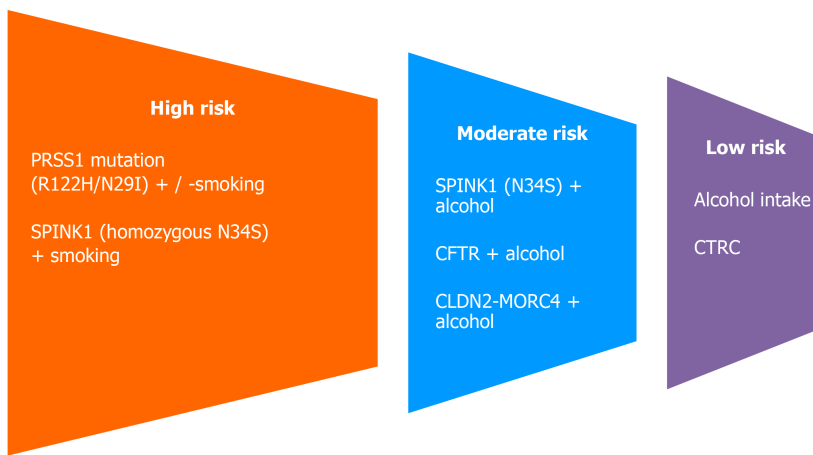 High risk
PRSS1 mutation
(R122H/N29I) + / -smoking
SPINK1 (homozygous N34S)
+ smoking
Moderate risk
SPINK1 (N34S) +
alcohol
CFTR + alcohol
CLDN2-MORC4 +
alcohol
Low risk
Alcohol intake
CTRC